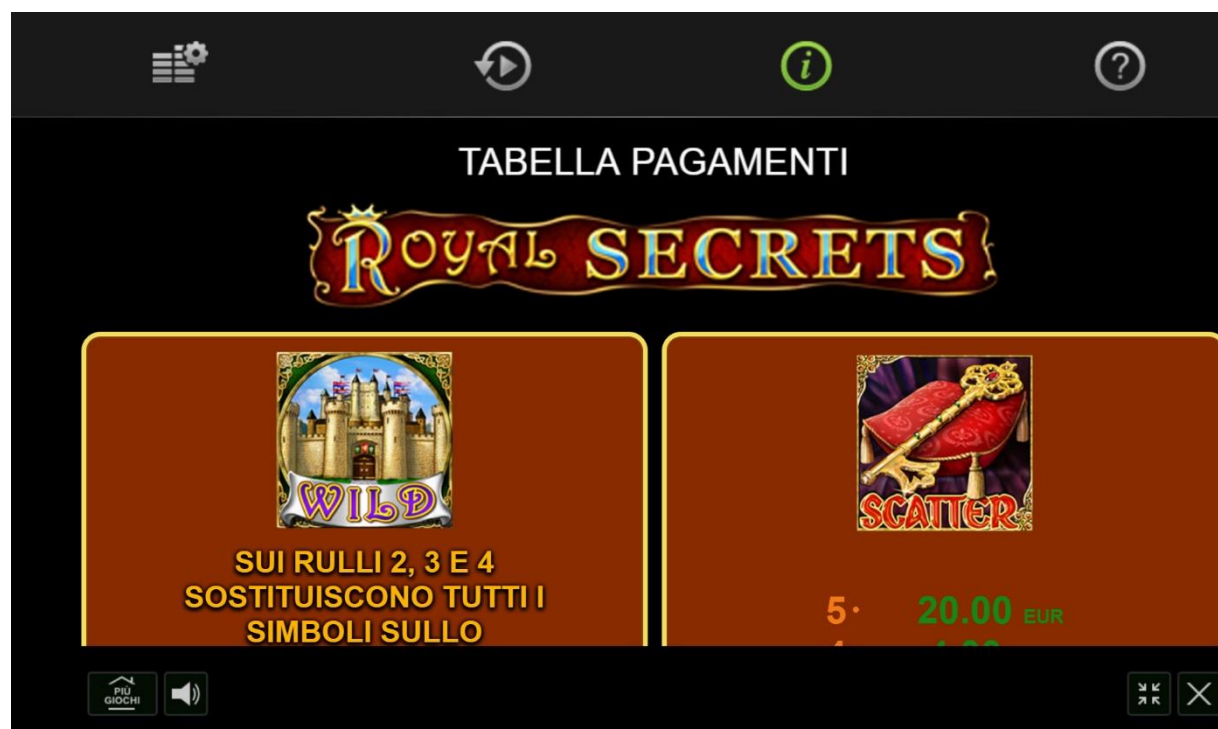 TABELLA PAGAMENTI
ROYAL SECRETS
WILD
SUI RULLI 2, 3 E 4
SOSTITUISCONO TUTTI I
SIMBOLI SULLO
SCATTER
5· 20.00 EUR
PIÙ
GIOCHI